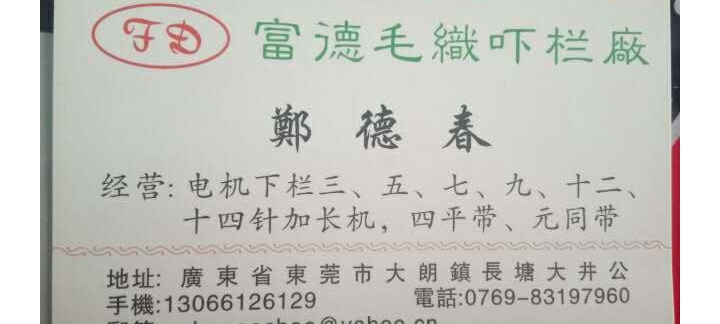 FD 富德毛織吓栏廠
鄭德春
经营: 电机下栏三、五、七、九、十二、
十四针加长机，四平带、元同带
地址: 廣東省東莞市大朗鎮長塘大井公
手機:13066126129 電話:0769-83197960